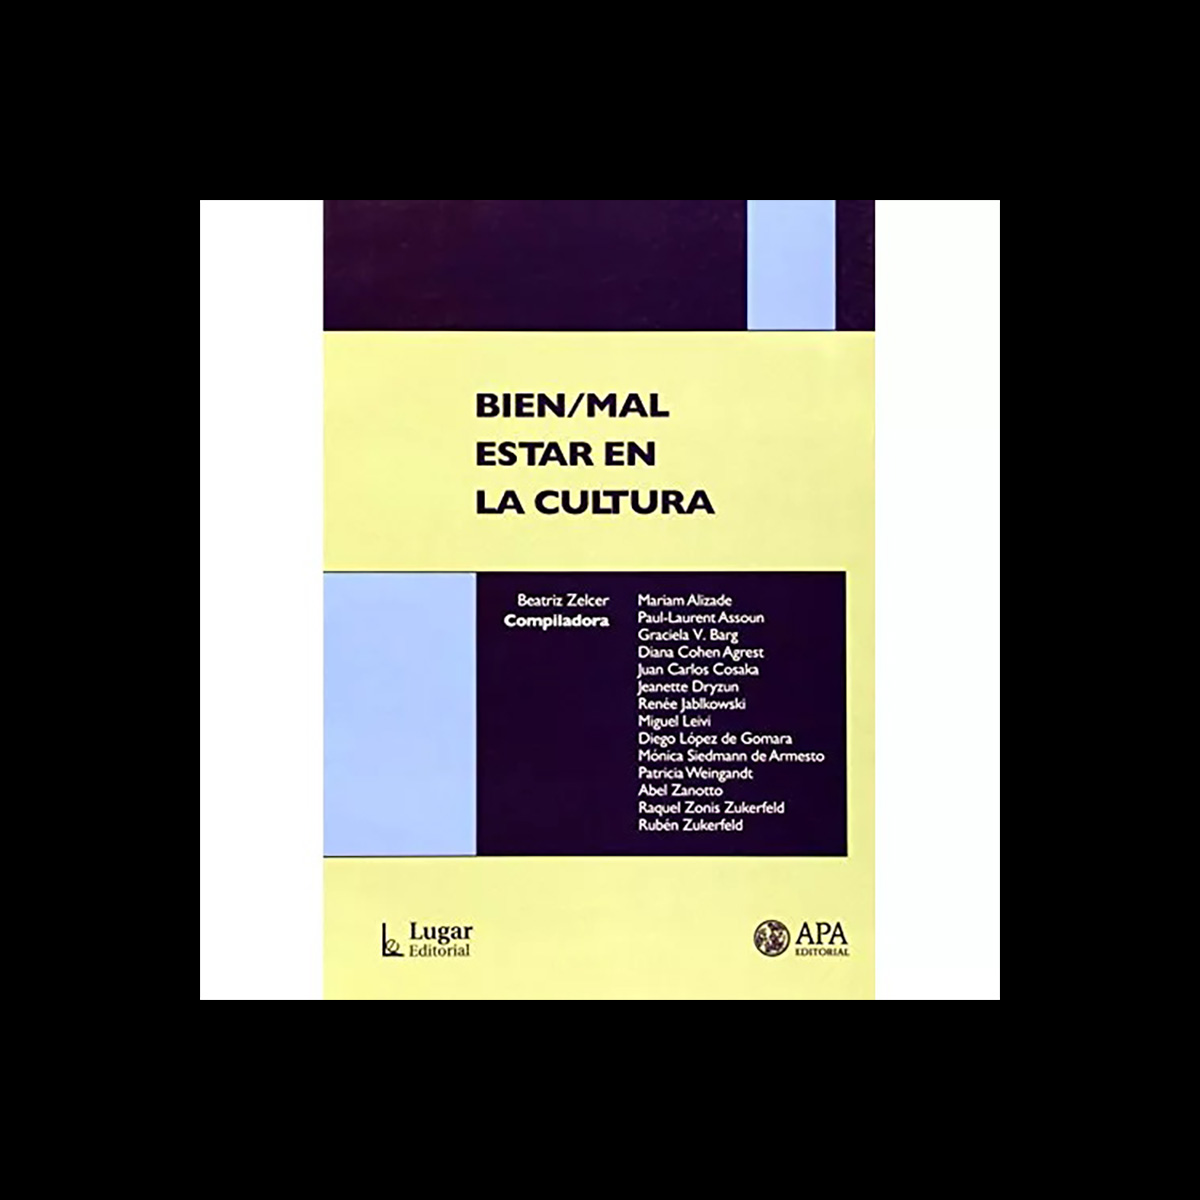 BIEN/MAL
ESTAR EN
LA CULTURA
Beatriz Zelcer
Compiladora
Mariam Alizade
Paul-Laurent Assoun
Graciela V. Barg
Diana Cohen Agrest
Juan Carlos Cosaka
Jeanette Dryzun
Renée Jablkowski
Miguel Leivi
Diego López de Gomara
Mónica Siedmann de Armesto
Patricia Weingandt
Abel Zanotto
Raquel Zonis Zukerfeld
Rubén Zukerfeld
Le
Lugar
Editorial
APA
EDITORIAL